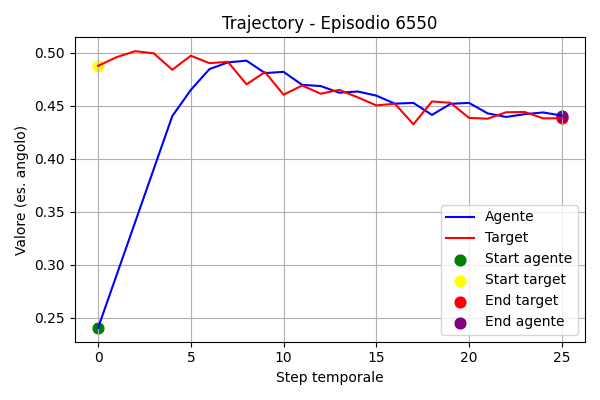 Trajectory - Episodio 6550
Valore (es. angolo)
0.50
0.45
0.40
0.35
0.30
0.25
Agente
Target
Start agente
Start target
End target
End agente
0 5 10 15 20 25
Step temporale